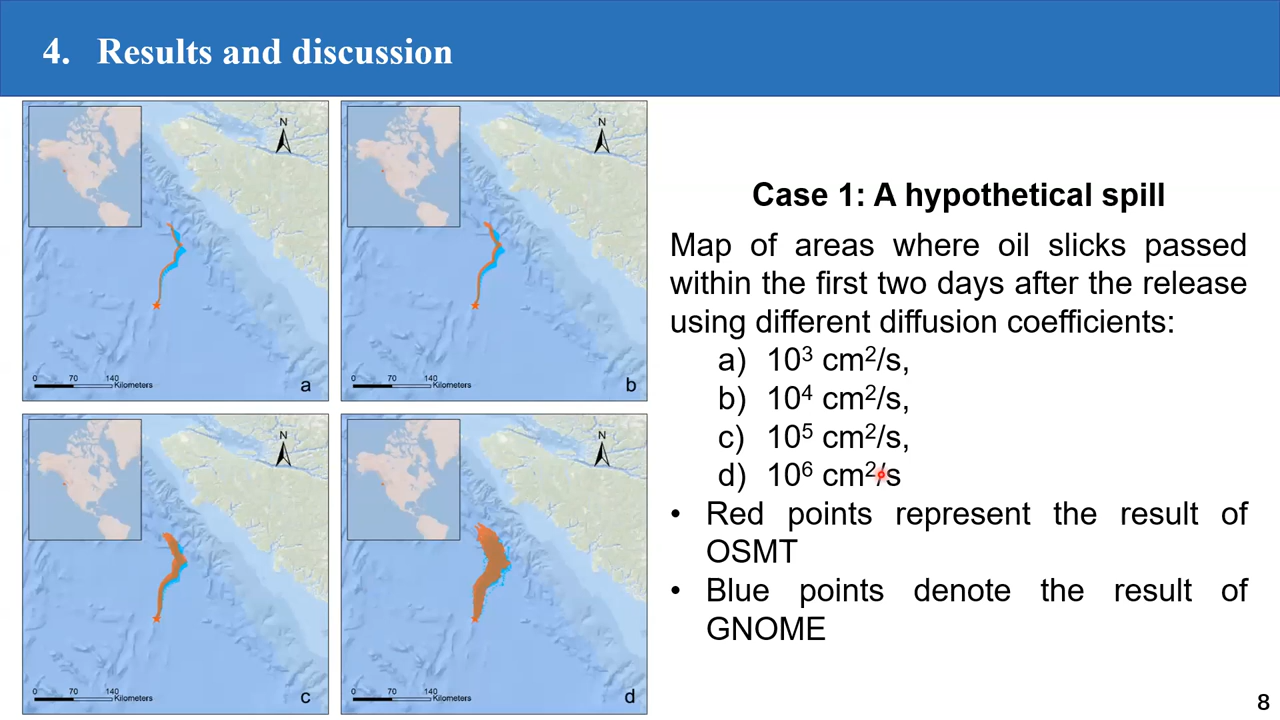 4. Results and discussion
N
0 70 140
Kilometers
a
N
0 70 140
Kilometers
b
N
0 70 140
Kilometers
c
N
0 70 140
Kilometers
d
Case 1: A hypothetical spill
Map of areas where oil slicks passed
within the first two days after the release
using different diffusion coefficients:
a) 10³ cm²/s,
b) 10⁴ cm²/s,
c) 10⁵ cm²/s,
d) 10⁶ cm²/s
• Red points represent the result of
OSMT
• Blue points denote the result of
GNOME
8